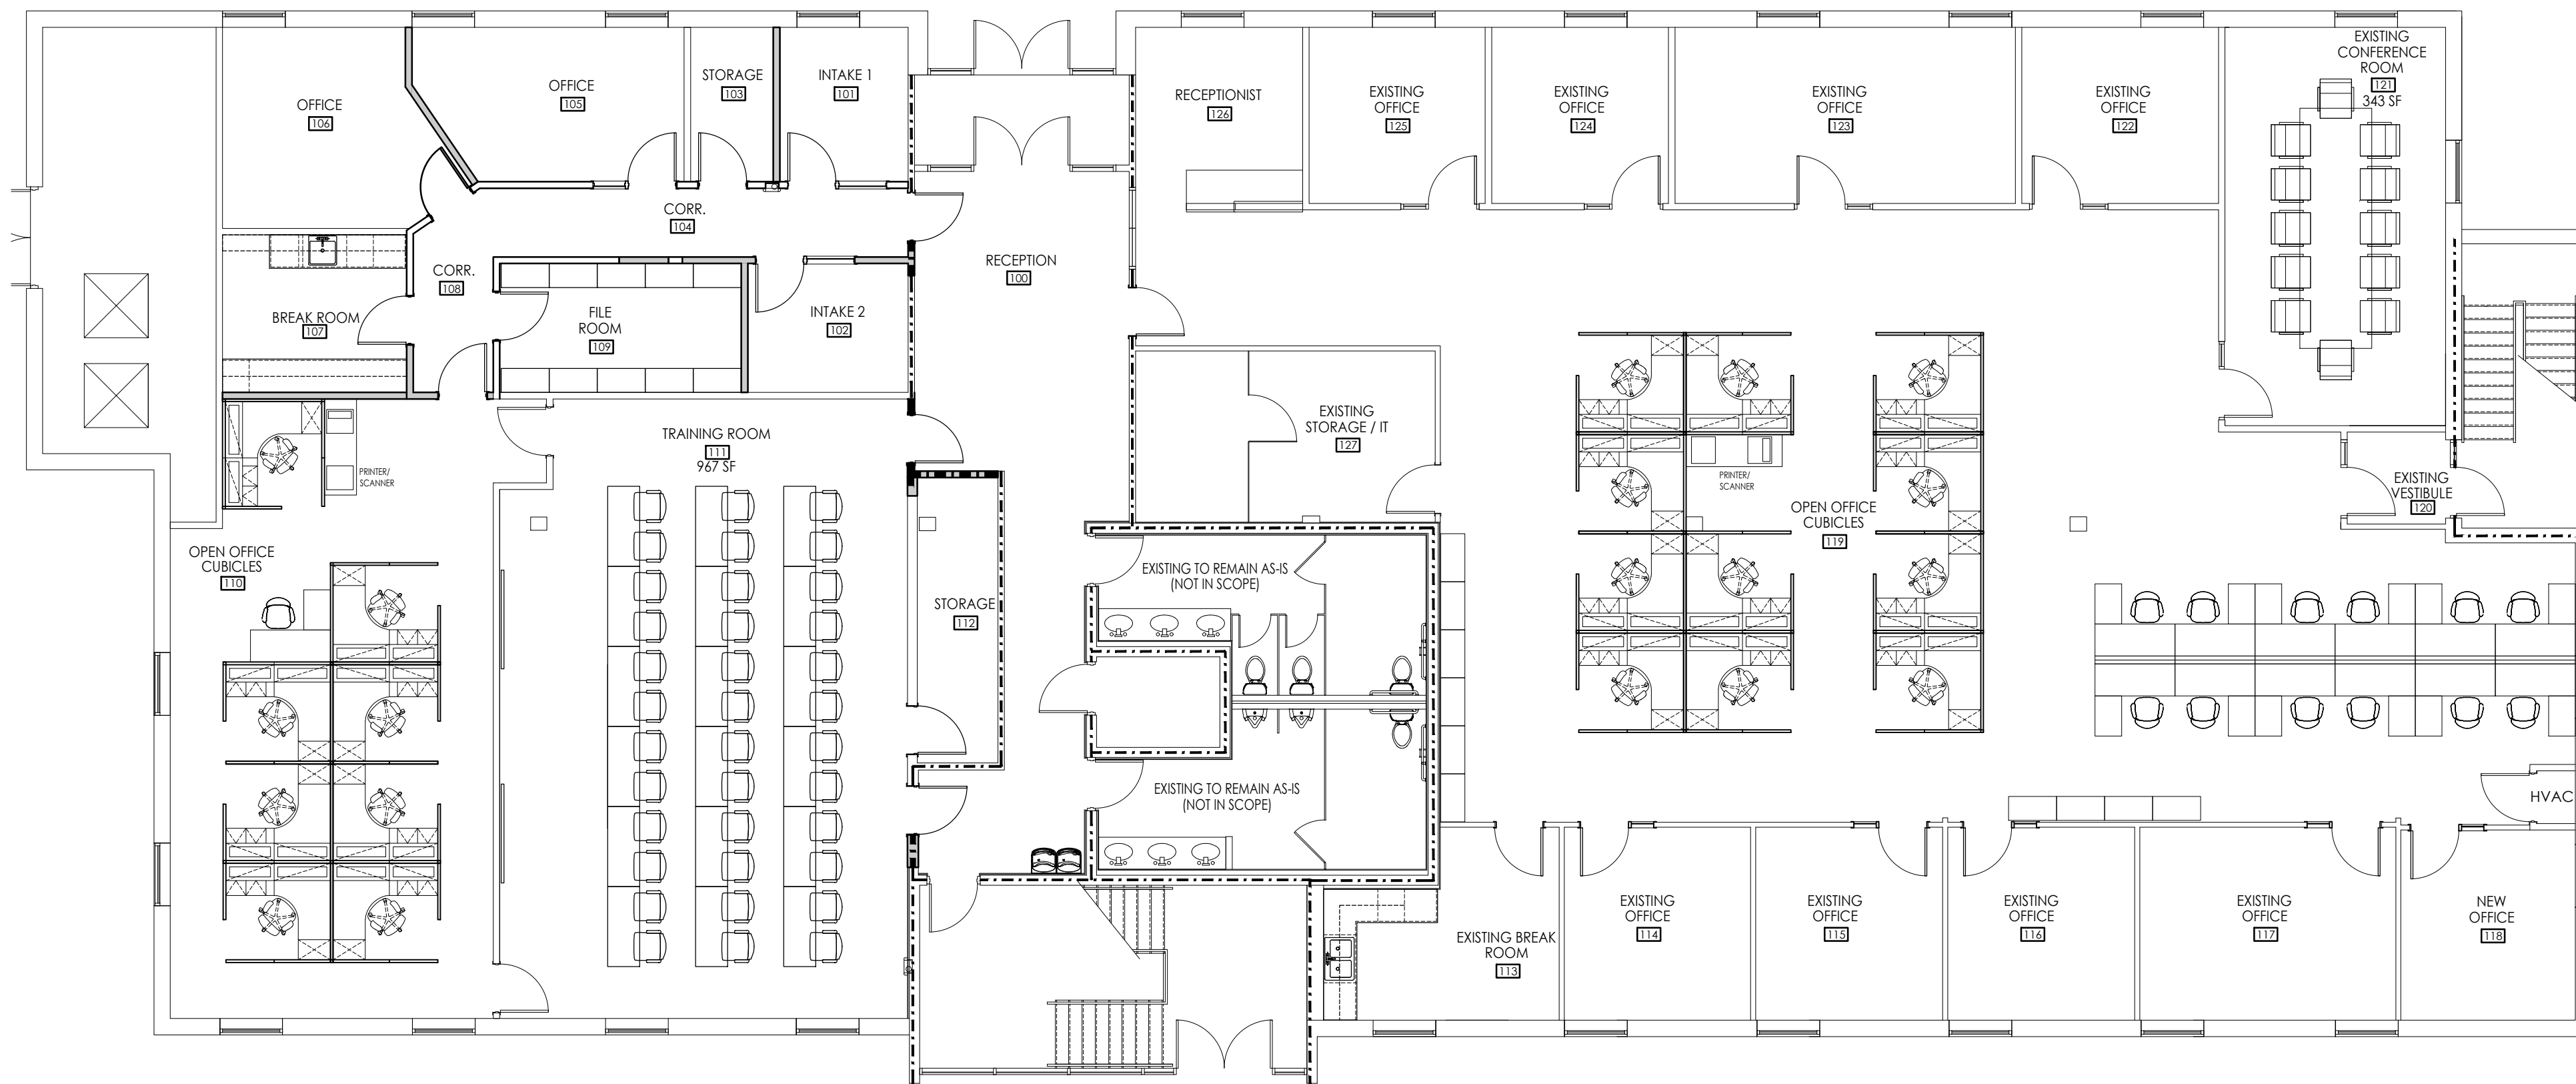 OFFICE
106
OFFICE
105
STORAGE
103
INTAKE 1
101
RECEPTIONIST
126
EXISTING
OFFICE
125
EXISTING
OFFICE
124
EXISTING
OFFICE
123
EXISTING
OFFICE
122
EXISTING
CONFERENCE
ROOM
121
343 SF
CORR.
104
CORR.
108
BREAK ROOM
107
FILE
ROOM
109
INTAKE 2
102
RECEPTION
100
TRAINING ROOM
111
967 SF
EXISTING
STORAGE / IT
127
PRINTER/
SCANNER
PRINTER/
SCANNER
OPEN OFFICE
CUBICLES
119
EXISTING
VESTIBULE
120
OPEN OFFICE
CUBICLES
110
STORAGE
112
EXISTING TO REMAIN AS-IS
(NOT IN SCOPE)
EXISTING TO REMAIN AS-IS
(NOT IN SCOPE)
HVAC
EXISTING BREAK
ROOM
113
EXISTING
OFFICE
114
EXISTING
OFFICE
115
EXISTING
OFFICE
116
EXISTING
OFFICE
117
NEW
OFFICE
118